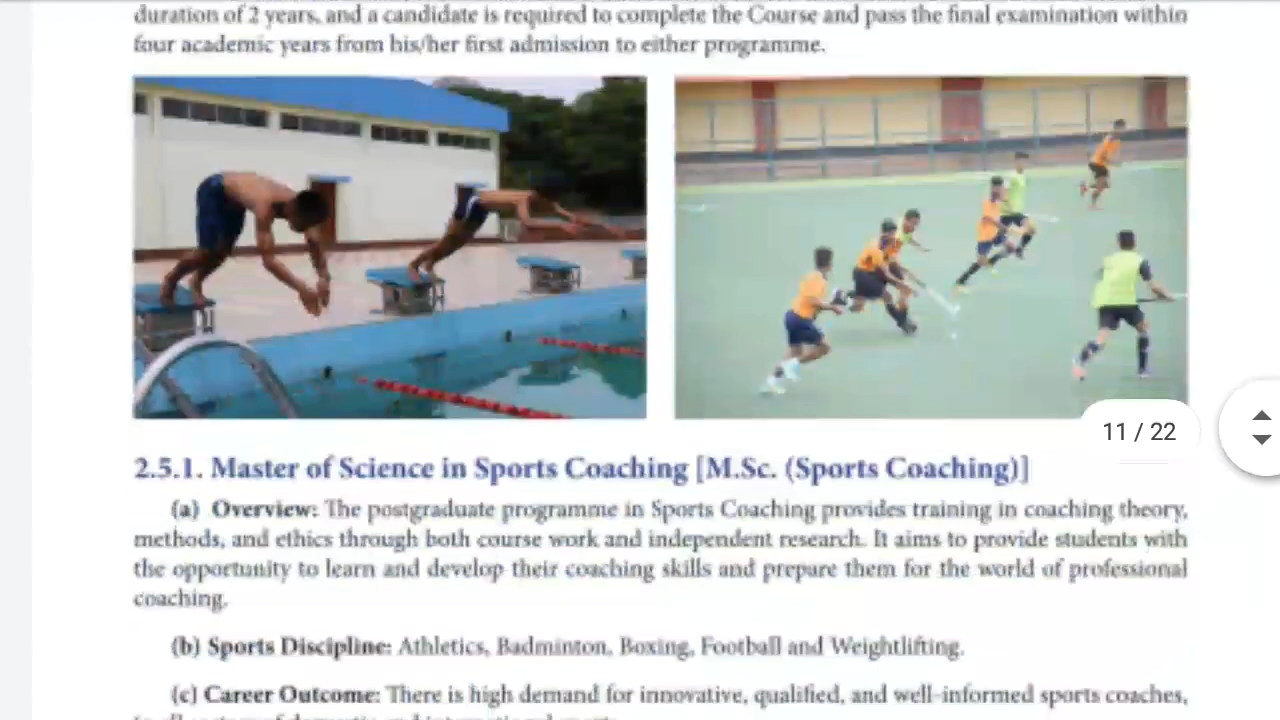 duration of 2 years, and a candidate is required to complete the Course and pass the final examination within
four academic years from his/her first admission to either programme.
11 / 22
2.5.1. Master of Science in Sports Coaching [M.Sc. (Sports Coaching)]
(a) Overview: The postgraduate programme in Sports Coaching provides training in coaching theory,
methods, and ethics through both course work and independent research. It aims to provide students with
the opportunity to learn and develop their coaching skills and prepare them for the world of professional
coaching.
(b) Sports Discipline: Athletics, Badminton, Boxing, Football and Weightlifting.
(c) Career Outcome: There is high demand for innovative, qualified, and well-informed sports coaches,